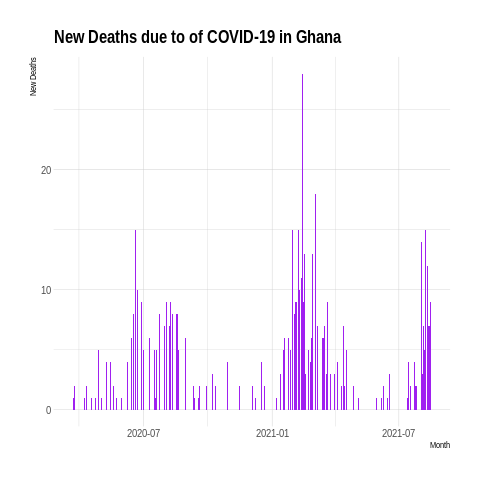 New Deaths due to of COVID-19 in Ghana
New Deaths
20
10
0
2020-07
2021-01
2021-07
Month